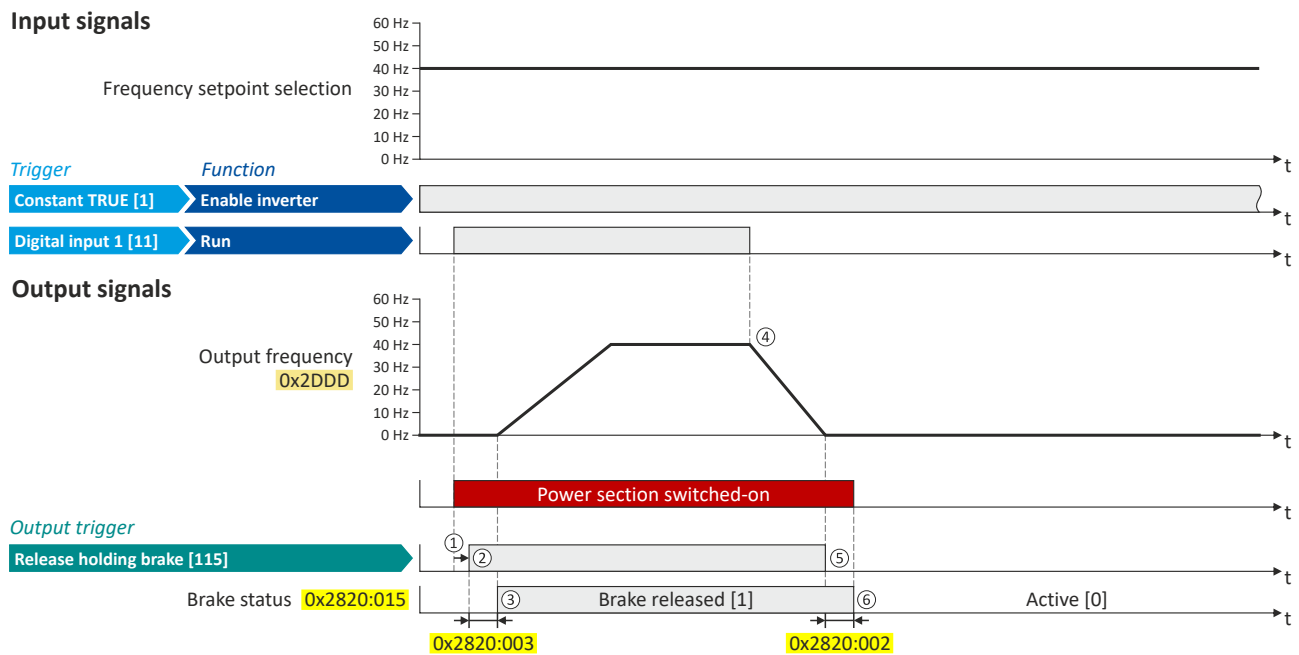 Input signals
60 Hz
50 Hz
40 Hz
Frequency setpoint selection 30 Hz
20 Hz
10 Hz
0 Hz
t
Trigger Function
Constant TRUE [1] Enable inverter
t
Digital input 1 [11] Run
t
Output signals
60 Hz
50 Hz
40 Hz
④
Output frequency
30 Hz
0x2DDD
20 Hz
10 Hz
0 Hz
t
Power section switched-on
t
Output trigger
①
Release holding brake [115] ② ⑤
t
Brake status 0x2820:015 ③ Brake released [1] ⑥ Active [0]
t
0x2820:003 0x2820:002